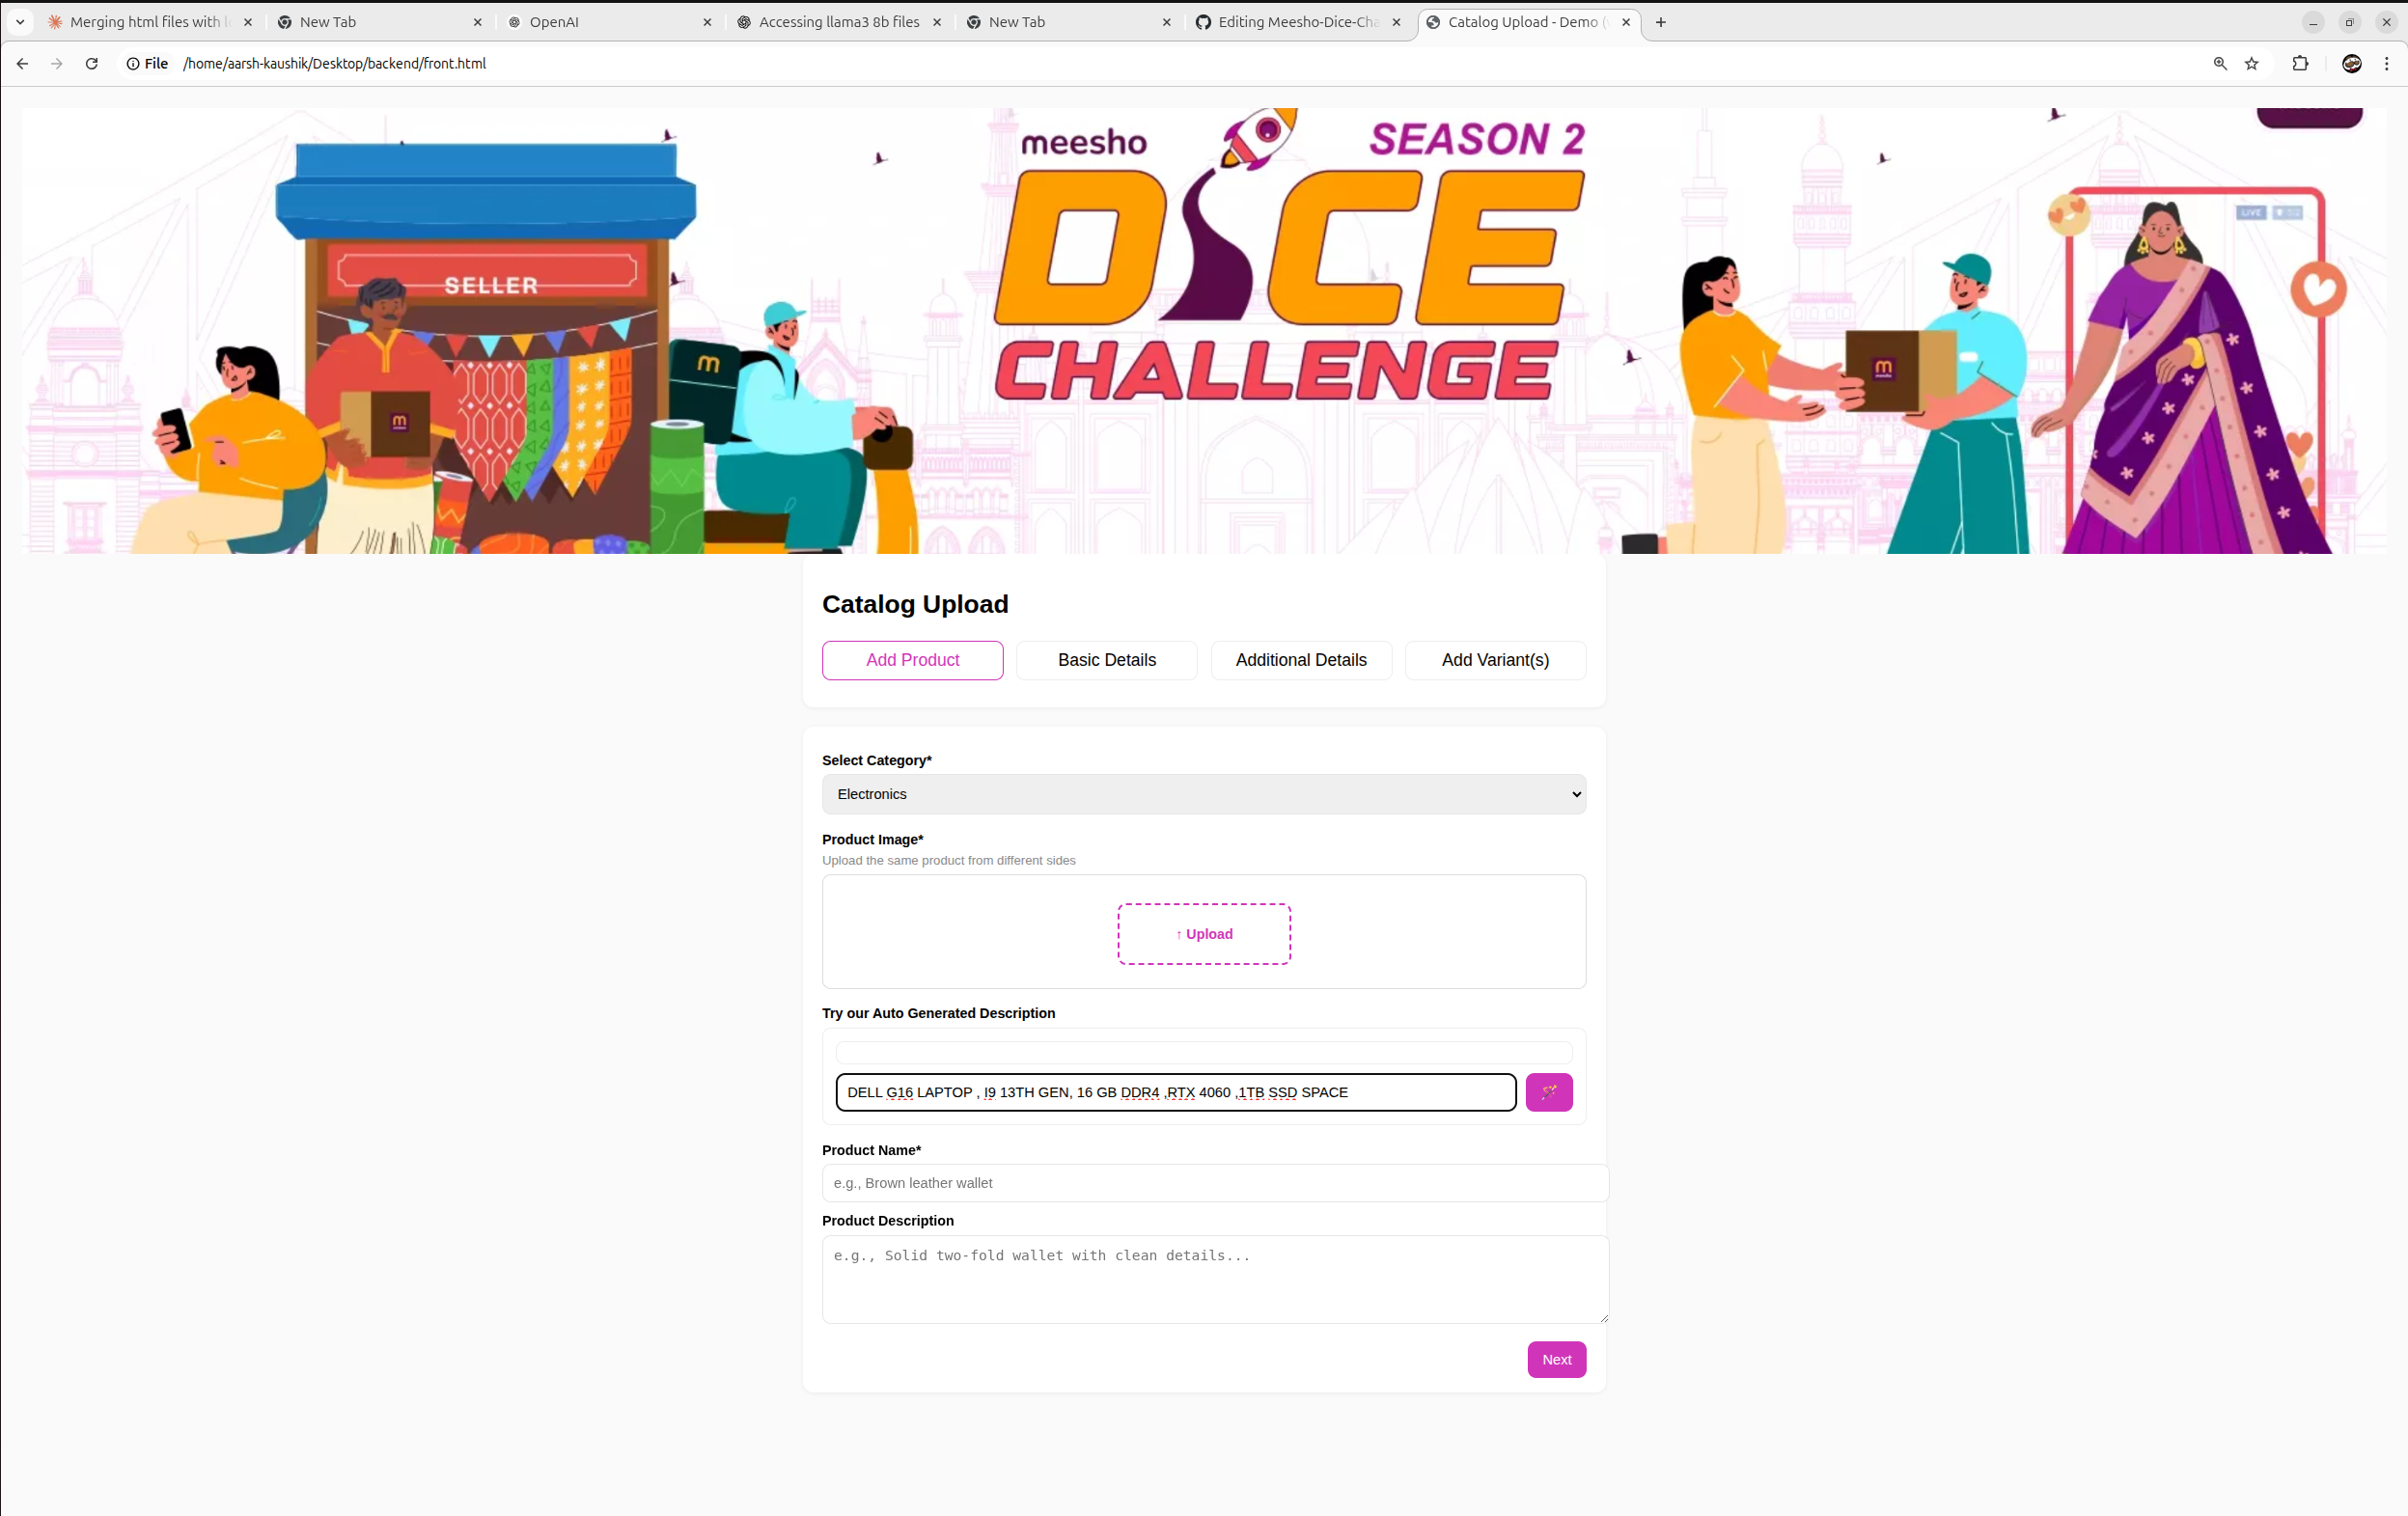 Merging html files with l
New Tab
OpenAI
Accessing llama3 8b files
New Tab
Editing Meesho-Dice-Cha
Catalog Upload - Demo (
File /home/aarsh-kaushik/Desktop/backend/front.html
meesho
SEASON 2
DICE
CHALLENGE
SELLER
LIVE
m
m
m
meesho
Catalog Upload
Add Product
Basic Details
Additional Details
Add Variant(s)
Select Category*
Electronics
Product Image*
Upload the same product from different sides
↑ Upload
Try our Auto Generated Description
DELL G16 LAPTOP , I9 13TH GEN, 16 GB DDR4 ,RTX 4060 ,1TB SSD SPACE
Product Name*
e.g., Brown leather wallet
Product Description
e.g., Solid two-fold wallet with clean details...
Next